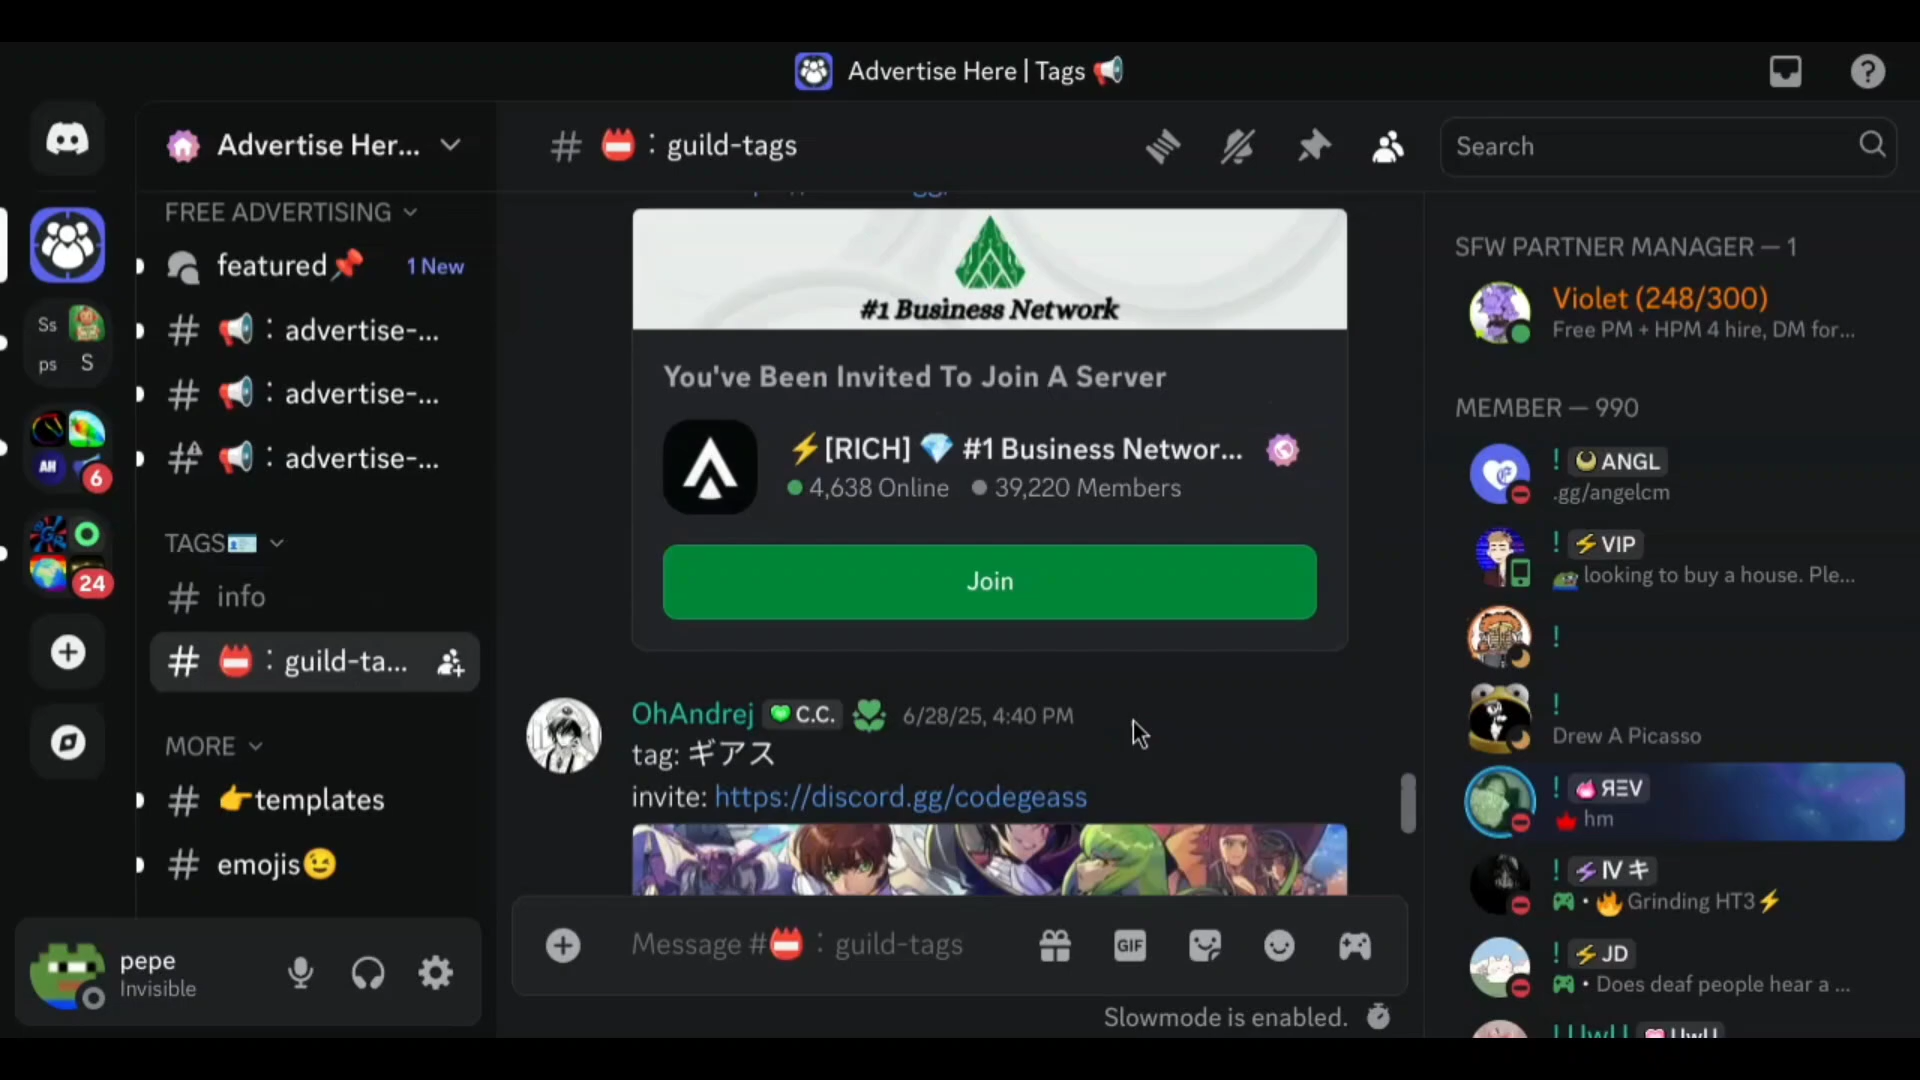 Advertise Here | Tags 📢
Advertise Her...
FREE ADVERTISING
featured📌 1 New
📢：advertise-...
📢：advertise-...
📢：advertise-...
TAGS🪪
info
📛：guild-ta...
MORE
👉templates
emojis😉
pepe
Invisible
Ss
ps S
AH
6
24
📛：guild-tags
Search
#1 Business Network
You've Been Invited To Join A Server
⚡[RICH] 💎 #1 Business Networ...
4,638 Online 39,220 Members
Join
OhAndrej 💚 C.C. 6/28/25, 4:40 PM
tag: ギアス
invite: https://discord.gg/codegeass
Message #📛：guild-tags
GIF
Slowmode is enabled.
SFW PARTNER MANAGER — 1
Violet (248/300)
Free PM + HPM 4 hire, DM for...
MEMBER — 990
! ANGL
.gg/angelcm
! ⚡VIP
looking to buy a house. Ple...
!
!
Drew A Picasso
! ЯΞV
hm
! ⚡IV キ
• 🔥 Grinding HT3⚡
! ⚡JD
• Does deaf people hear a ...
! UwU UwU